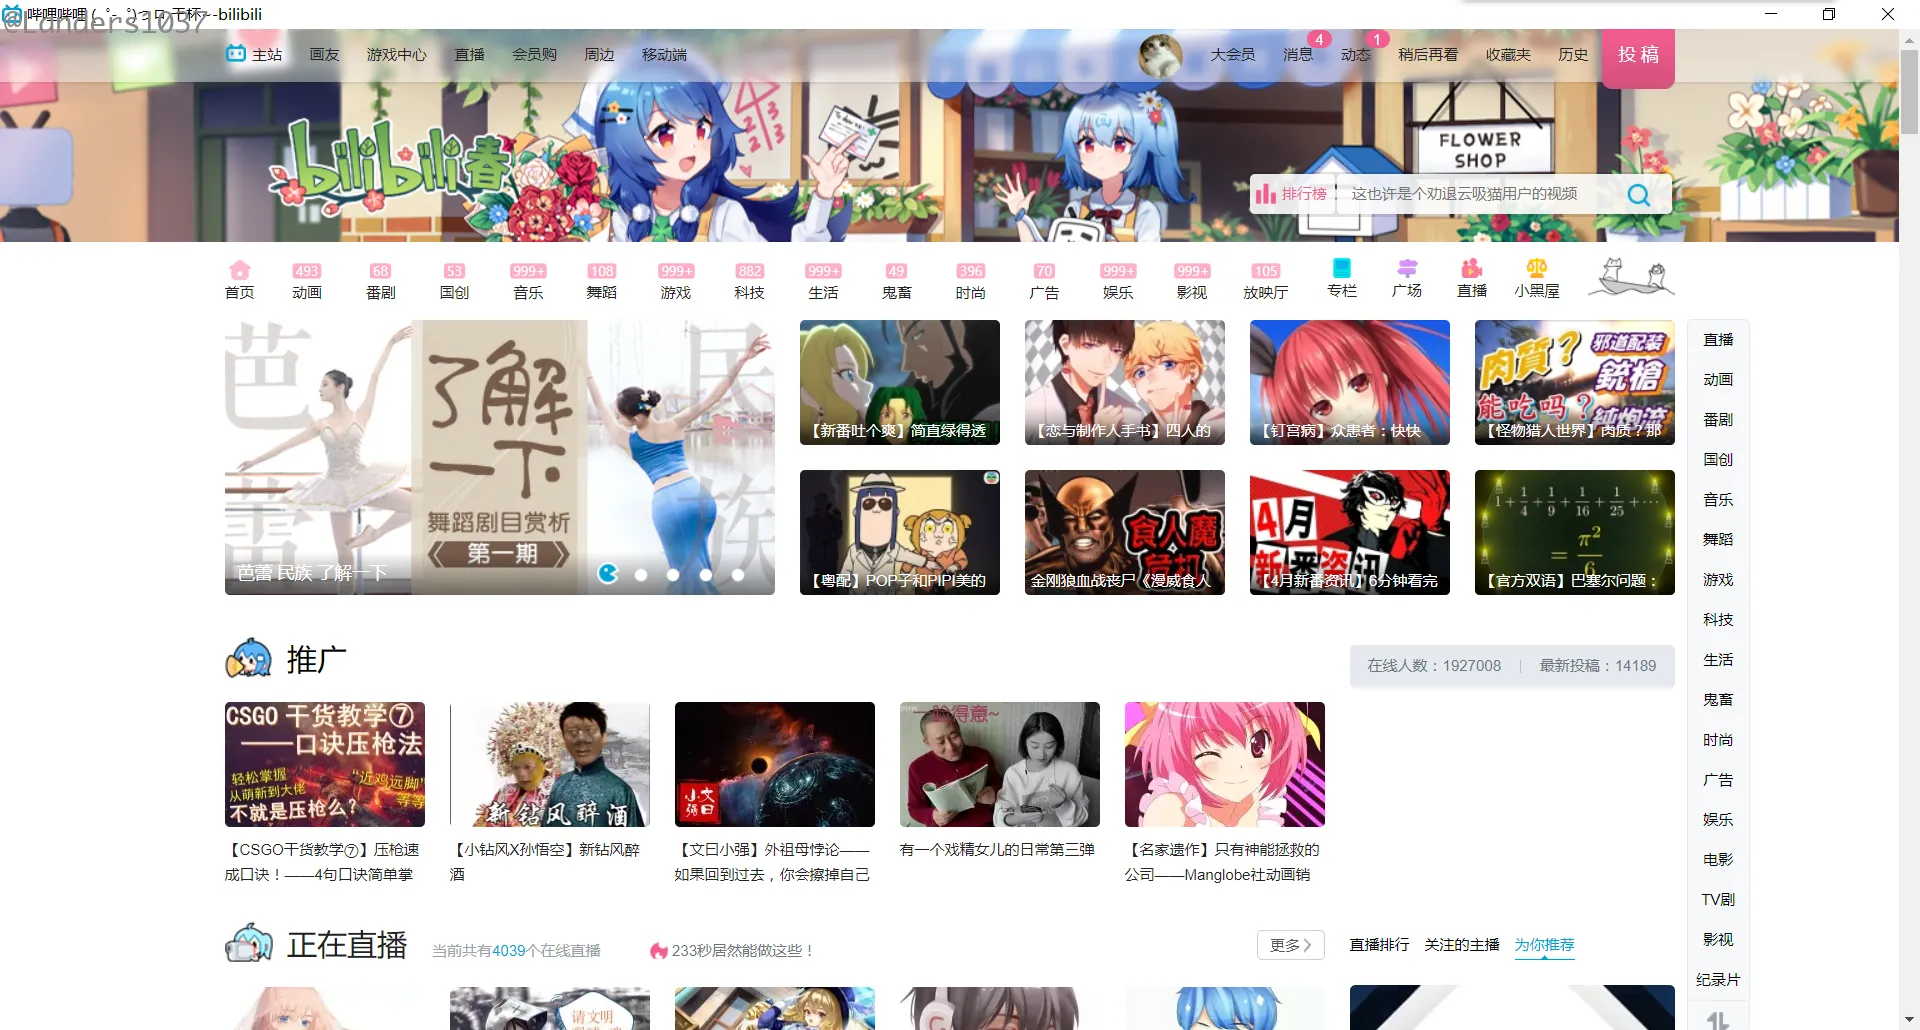 哔哩哔哩 ( ゜- ゜)つロ 干杯~-bilibili
@Landers1037
主站 画友 游戏中心 直播 会员购 周边 移动端
大会员 消息 4 动态 1 稍后再看 收藏夹 历史 投稿
bilibili春
FLOWER
SHOP
排行榜 这也许是个劝退云吸猫用户的视频
493 68 53 999+ 108 999+ 882 999+ 49 396 70 999+ 999+ 105
首页 动画 番剧 国创 音乐 舞蹈 游戏 科技 生活 鬼畜 时尚 广告 娱乐 影视 放映厅 专栏 广场 直播 小黑屋
芭蕾
民族
了解
一下
舞蹈剧目赏析
第一期
芭蕾 民族 了解一下
【新番吐个爽】简直绿得透
【恋与制作人手书】四人的
【钉宫病】众患者：快快
肉質？
能吃吗？
邪道配装
銃槍
【怪物猎人世界】肉质？那
【粤配】POP子和PIPI美的
食人魔
危机
金刚狼血战丧尸《漫威食人
4月
新番资讯
【4月新番资讯】6分钟看完
1 + 1/4 + 1/9 + 1/16 + 1/25 + ···
= π²/6
【官方双语】巴塞尔问题：
推广
在线人数：1927008 | 最新投稿：14189
CSGO 干货教学⑦
——口诀压枪法
轻松掌握
从萌新到大佬
“近鸡远脚”
等等
不就是压枪么?
【CSGO干货教学⑦】压枪速
成口诀！——4句口诀简单掌
新钻风醉酒
【小钻风X孙悟空】新钻风醉
酒
小文
强曰
【文曰小强】外祖母悖论——
如果回到过去，你会擦掉自己
一脸得意~
有一个戏精女儿的日常第三弹
【名家遗作】只有神能拯救的
公司——Manglobe社动画销
正在直播 当前共有4039个在线直播 233秒居然能做这些！ 更多
直播排行 关注的主播 为你推荐
请文明
直播
动画
番剧
国创
音乐
舞蹈
游戏
科技
生活
鬼畜
时尚
广告
娱乐
电影
TV剧
影视
纪录片